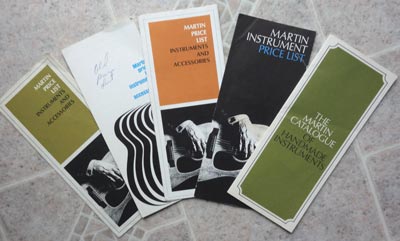 MARTIN
PRICE
LIST
INSTRUMENTS
AND
ACCESSORIES
Old
MARTIN
PRICE
LIST
INSTRUMENTS
AND
ACCESSORIES
MARTIN
INSTRUMENT
PRICE LIST
THE
MARTIN
CATALOGUE
OF
HANDMADE
INSTRUMENTS